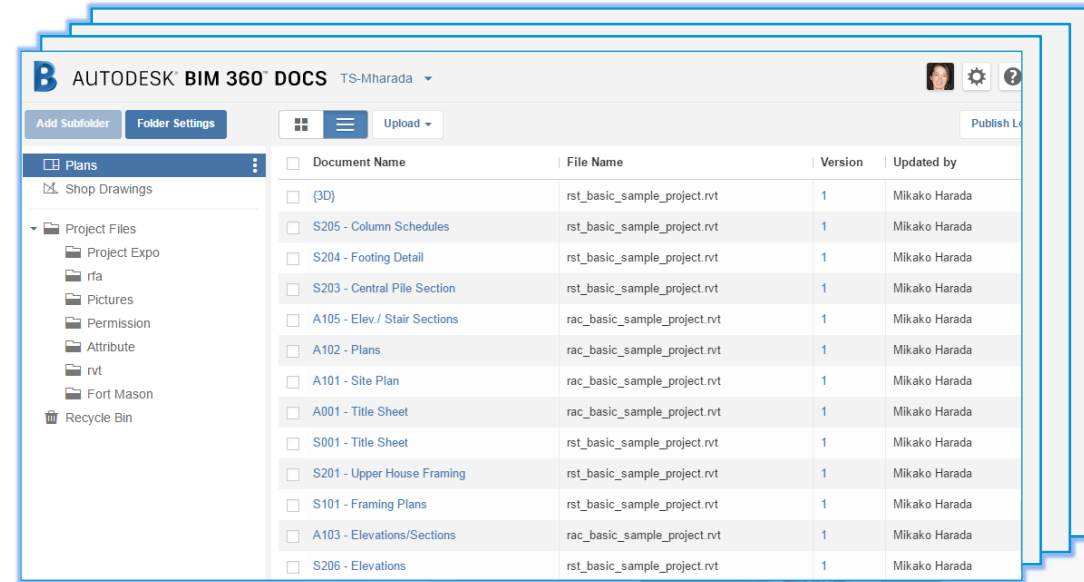 AUTODESK® BIM 360™ DOCS TS-Mharada
Add Subfolder Folder Settings Upload Publish Lo
Plans
Shop Drawings
Project Files
Project Expo
rfa
Pictures
Permission
Attribute
rvt
Fort Mason
Recycle Bin
Document Name File Name Version Updated by
{3D} rst_basic_sample_project.rvt 1 Mikako Harada
S205 - Column Schedules rst_basic_sample_project.rvt 1 Mikako Harada
S204 - Footing Detail rst_basic_sample_project.rvt 1 Mikako Harada
S203 - Central Pile Section rst_basic_sample_project.rvt 1 Mikako Harada
A105 - Elev./ Stair Sections rac_basic_sample_project.rvt 1 Mikako Harada
A102 - Plans rac_basic_sample_project.rvt 1 Mikako Harada
A101 - Site Plan rac_basic_sample_project.rvt 1 Mikako Harada
A001 - Title Sheet rac_basic_sample_project.rvt 1 Mikako Harada
S001 - Title Sheet rst_basic_sample_project.rvt 1 Mikako Harada
S201 - Upper House Framing rst_basic_sample_project.rvt 1 Mikako Harada
S101 - Framing Plans rst_basic_sample_project.rvt 1 Mikako Harada
A103 - Elevations/Sections rac_basic_sample_project.rvt 1 Mikako Harada
S206 - Elevations rst_basic_sample_project.rvt 1 Mikako Harada